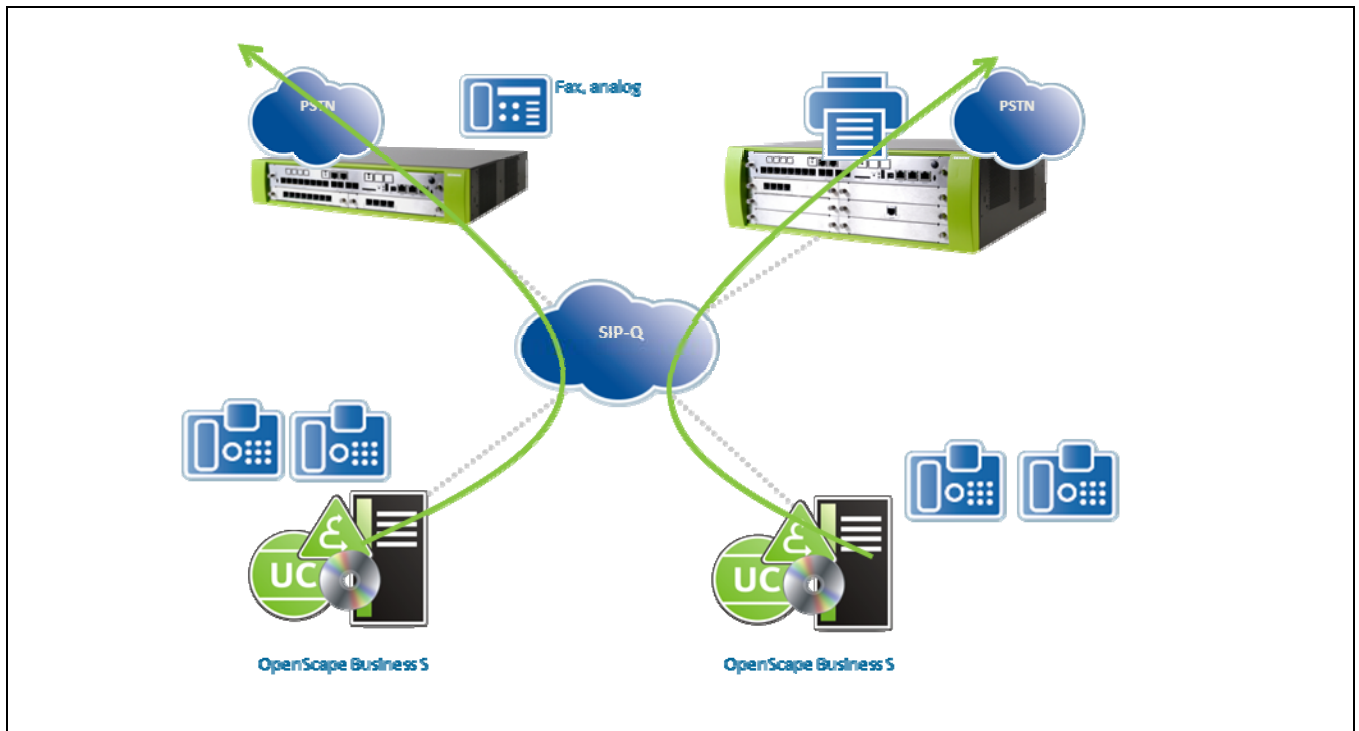 PSTN
Fax, analog
PSTN
SIP-Q
UC
UC
OpenScape Business S
OpenScape Business S